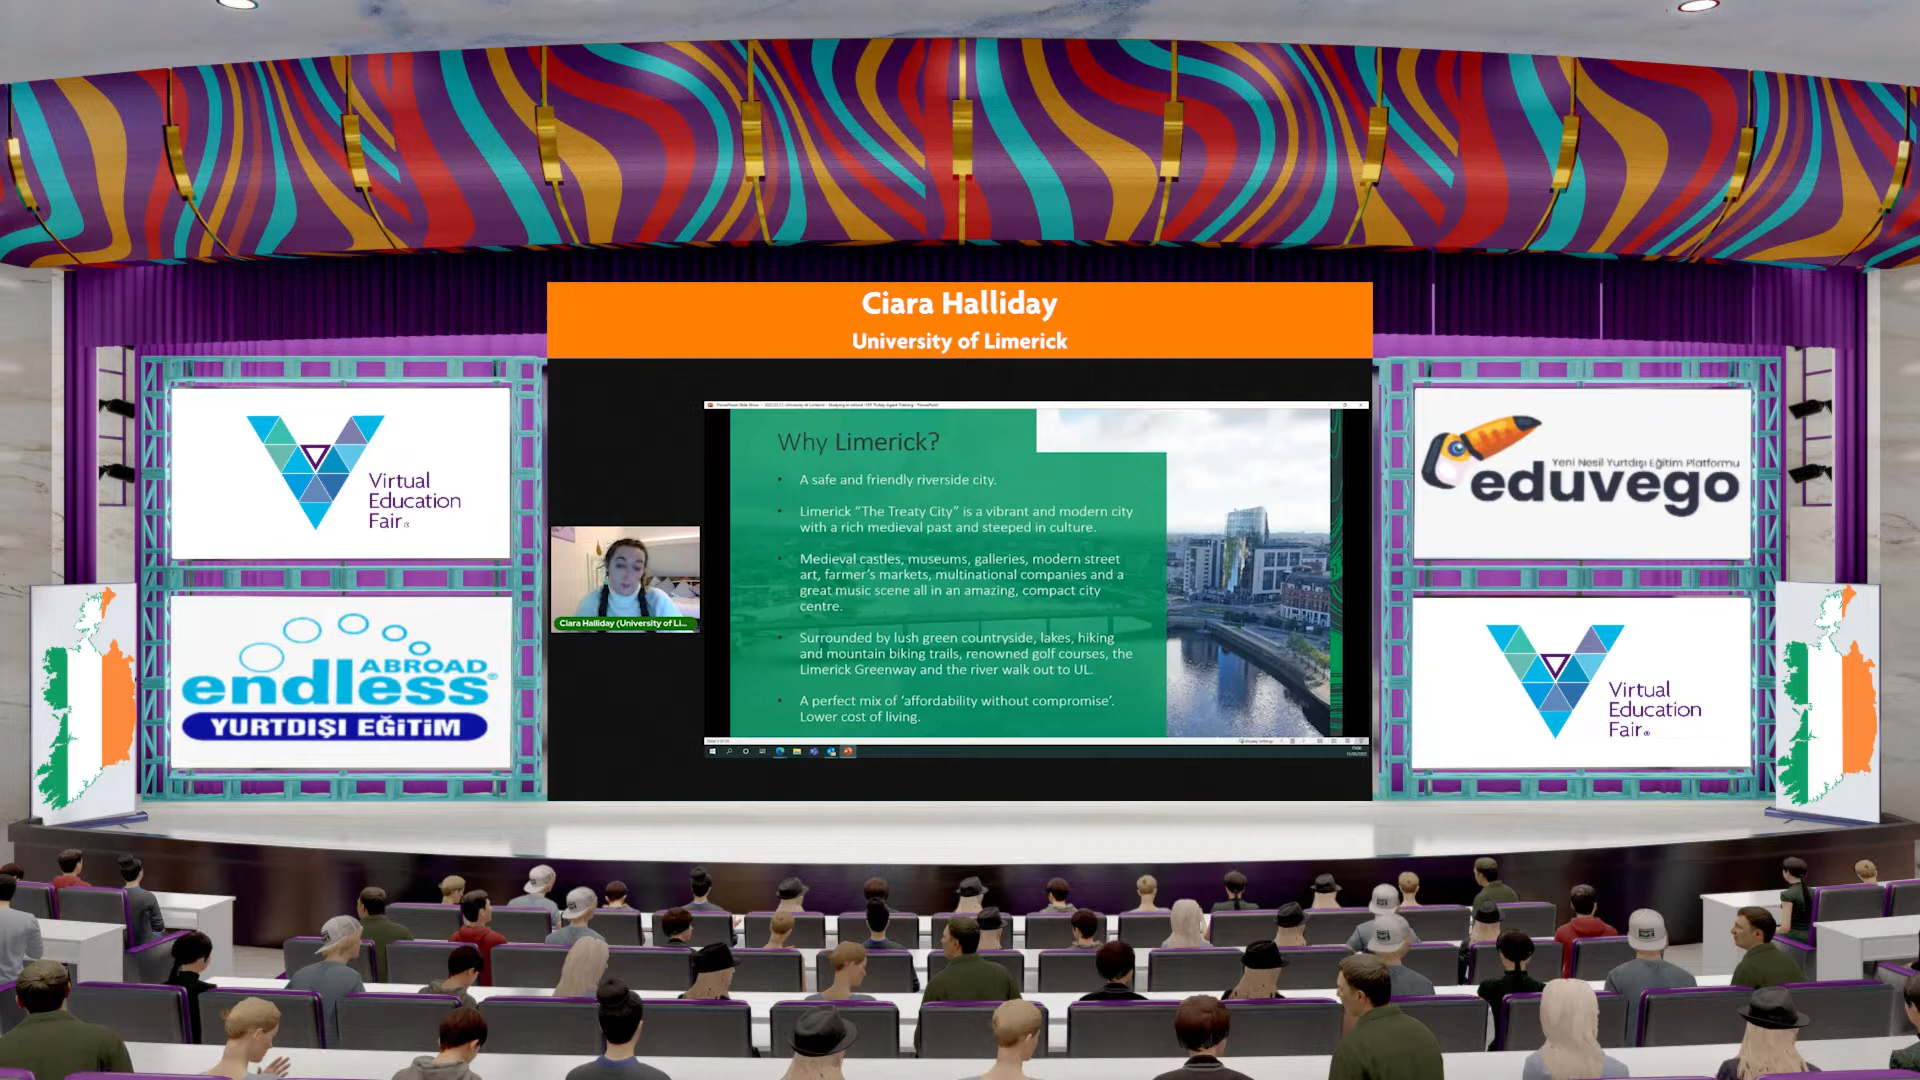 Ciara Halliday
University of Limerick
Virtual
Education
Fair
ABROAD
endless
YURTDIŞI EĞİTİM
Ciara Halliday (University of Li...
Why Limerick?
• A safe and friendly riverside city.
• Limerick “The Treaty City” is a vibrant and modern city
with a rich medieval past and steeped in culture.
• Medieval castles, museums, galleries, modern street
art, farmer’s markets, multinational companies and a
great music scene all in an amazing, compact city
centre.
• Surrounded by lush green countryside, lakes, hiking
and mountain biking trails, renowned golf courses, the
Limerick Greenway and the river walk out to UL.
• A perfect mix of ‘affordability without compromise’.
Lower cost of living.
Yeni Nesil Yurtdışı Eğitim Platformu
eduvego
Virtual
Education
Fair®